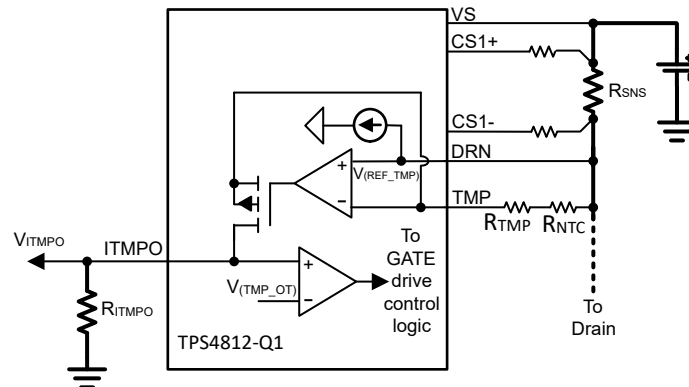 VS
CS1+
RSNS
CS1-
DRN
V(REF_TMP)
+
−
TMP
RTMP
RNTC
VITMPO
ITMPO
To
GATE
drive
control
logic
+
V(TMP_OT)
−
RITMPO
To
Drain
TPS4812-Q1